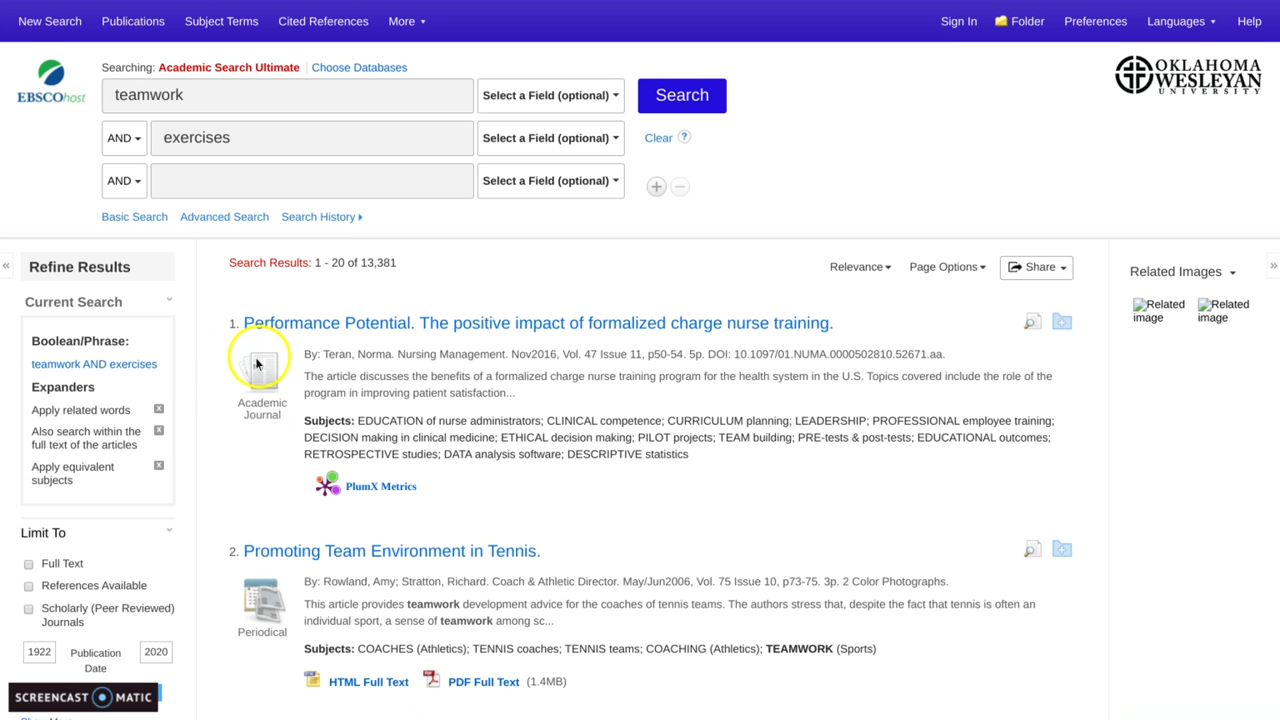 New Search Publications Subject Terms Cited References More Sign In Folder Preferences Languages Help
Searching: Academic Search Ultimate Choose Databases
EBSCOhost
teamwork Select a Field (optional) Search
AND exercises Select a Field (optional) Clear ?
AND Select a Field (optional)
Basic Search Advanced Search Search History
OKLAHOMA
WESLEYAN
UNIVERSITY
Refine Results
Current Search
Boolean/Phrase:
teamwork AND exercises
Expanders
Apply related words
Also search within the
full text of the articles
Apply equivalent
subjects
Limit To
Full Text
References Available
Scholarly (Peer Reviewed)
Journals
1922 Publication 2020
Date
SCREENCAST MATIC
Search Results: 1 - 20 of 13,381
Relevance Page Options Share
1. Performance Potential. The positive impact of formalized charge nurse training.
By: Teran, Norma. Nursing Management. Nov2016, Vol. 47 Issue 11, p50-54. 5p. DOI: 10.1097/01.NUMA.0000502810.52671.aa.
The article discusses the benefits of a formalized charge nurse training program for the health system in the U.S. Topics covered include the role of the
program in improving patient satisfaction...
Academic
Journal
Subjects: EDUCATION of nurse administrators; CLINICAL competence; CURRICULUM planning; LEADERSHIP; PROFESSIONAL employee training;
DECISION making in clinical medicine; ETHICAL decision making; PILOT projects; TEAM building; PRE-tests & post-tests; EDUCATIONAL outcomes;
RETROSPECTIVE studies; DATA analysis software; DESCRIPTIVE statistics
PlumX Metrics
2. Promoting Team Environment in Tennis.
By: Rowland, Amy; Stratton, Richard. Coach & Athletic Director. May/Jun2006, Vol. 75 Issue 10, p73-75. 3p. 2 Color Photographs.
This article provides teamwork development advice for the coaches of tennis teams. The authors stress that, despite the fact that tennis is often an
individual sport, a sense of teamwork among sc...
Periodical
Subjects: COACHES (Athletics); TENNIS coaches; TENNIS teams; COACHING (Athletics); TEAMWORK (Sports)
HTML Full Text PDF Full Text (1.4MB)
Related Images
Related
image
Related
image